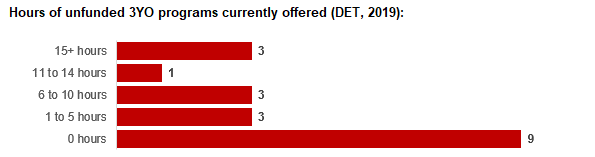 Hours of unfunded 3YO programs currently offered (DET, 2019):
15+ hours 3
11 to 14 hours 1
6 to 10 hours 3
1 to 5 hours 3
0 hours 9